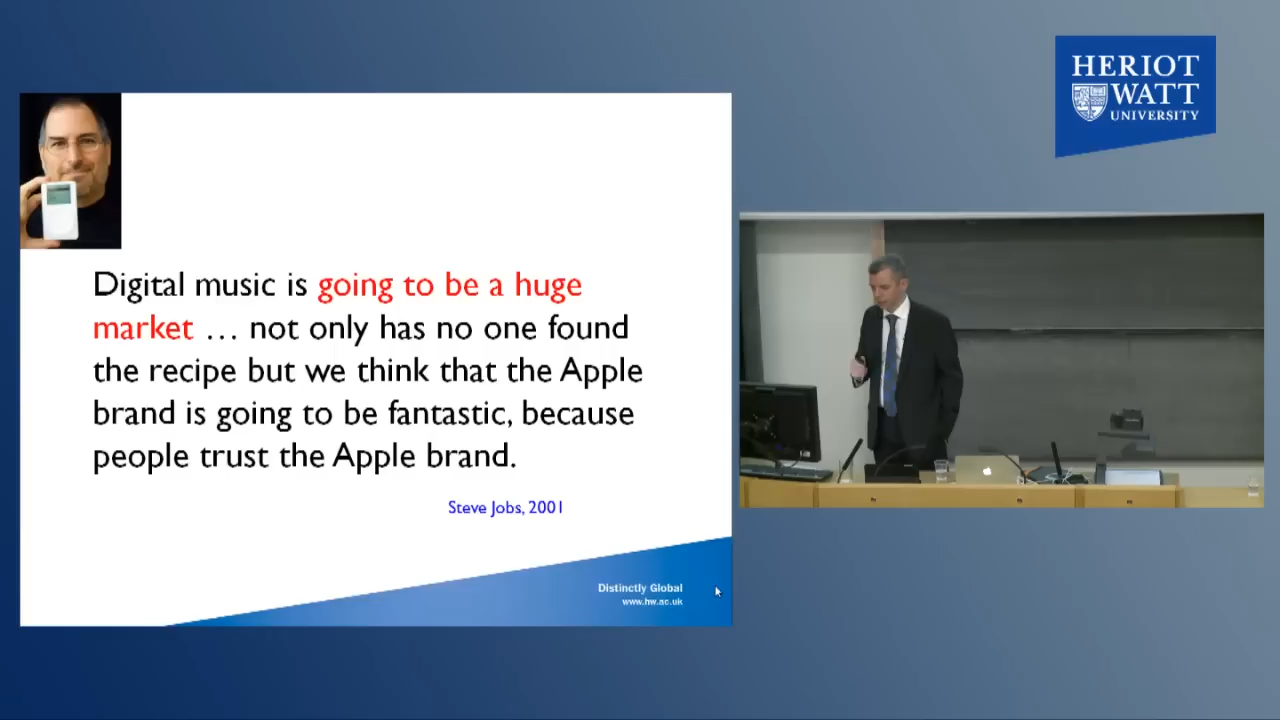 HERIOT
WATT
UNIVERSITY
Digital music is going to be a huge
market … not only has no one found
the recipe but we think that the Apple
brand is going to be fantastic, because
people trust the Apple brand.
Steve Jobs, 2001
Distinctly Global
www.hw.ac.uk